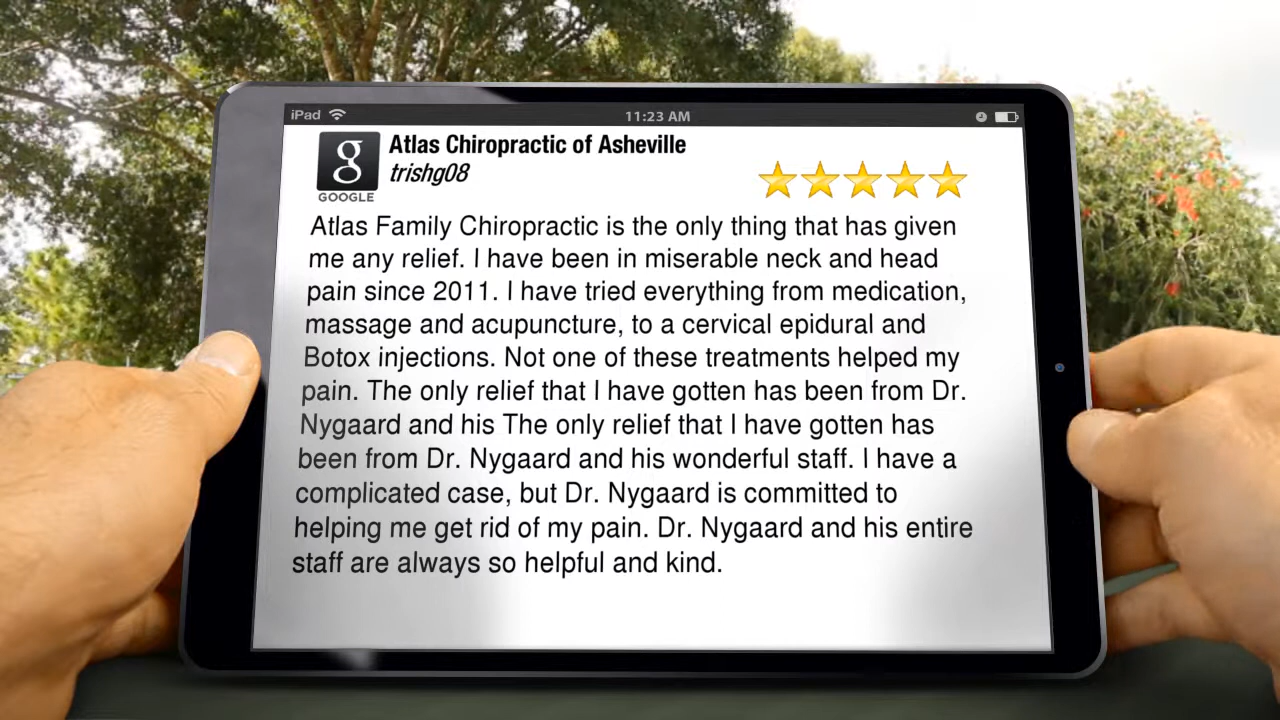 iPad
11:23 AM
g
GOOGLE
Atlas Chiropractic of Asheville
trishg08
Atlas Family Chiropractic is the only thing that has given
me any relief. I have been in miserable neck and head
pain since 2011. I have tried everything from medication,
massage and acupuncture, to a cervical epidural and
Botox injections. Not one of these treatments helped my
pain. The only relief that I have gotten has been from Dr.
Nygaard and his The only relief that I have gotten has
been from Dr. Nygaard and his wonderful staff. I have a
complicated case, but Dr. Nygaard is committed to
helping me get rid of my pain. Dr. Nygaard and his entire
staff are always so helpful and kind.